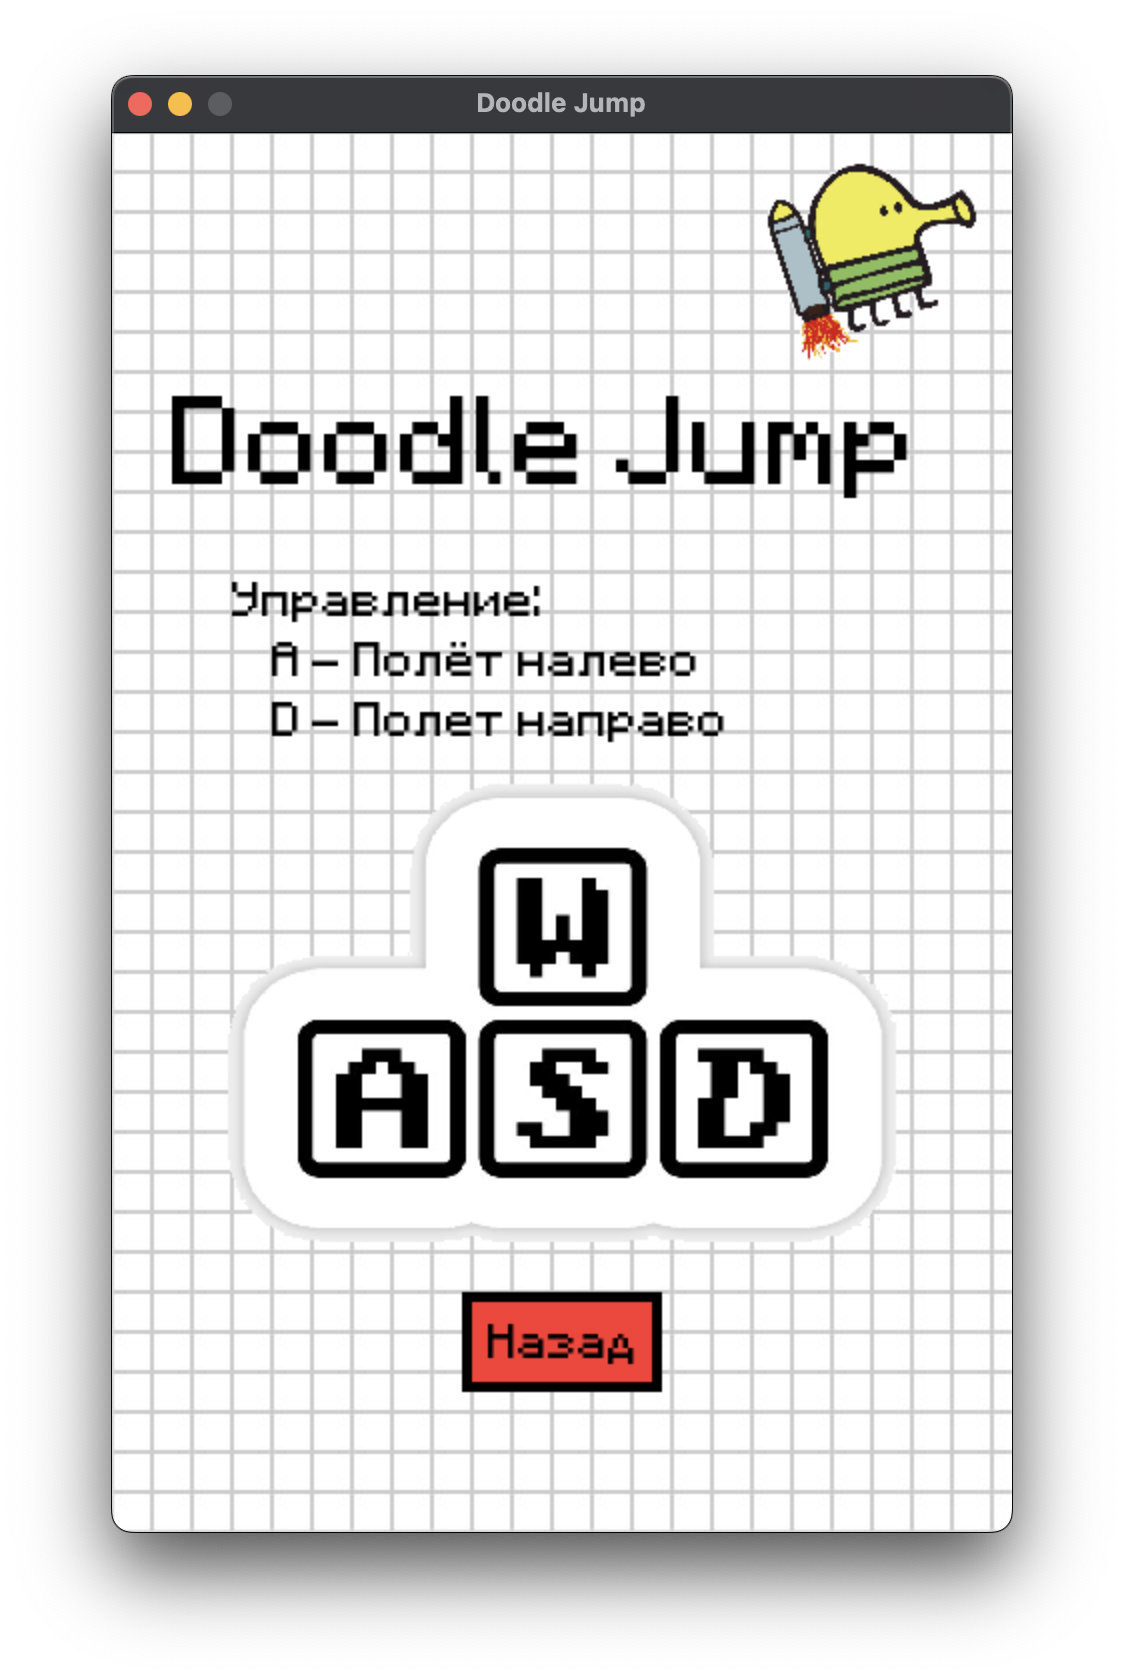 Doodle Jump
Doodle Jump
Управление:
A – Полёт налево
D – Полет направо
W
A S D
Назад